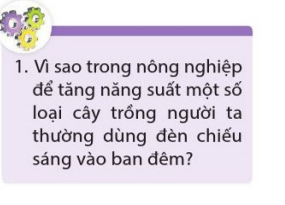 1. Vì sao trong nông nghiệp
để tăng năng suất một số
loại cây trồng người ta
thường dùng đèn chiếu
sáng vào ban đêm?